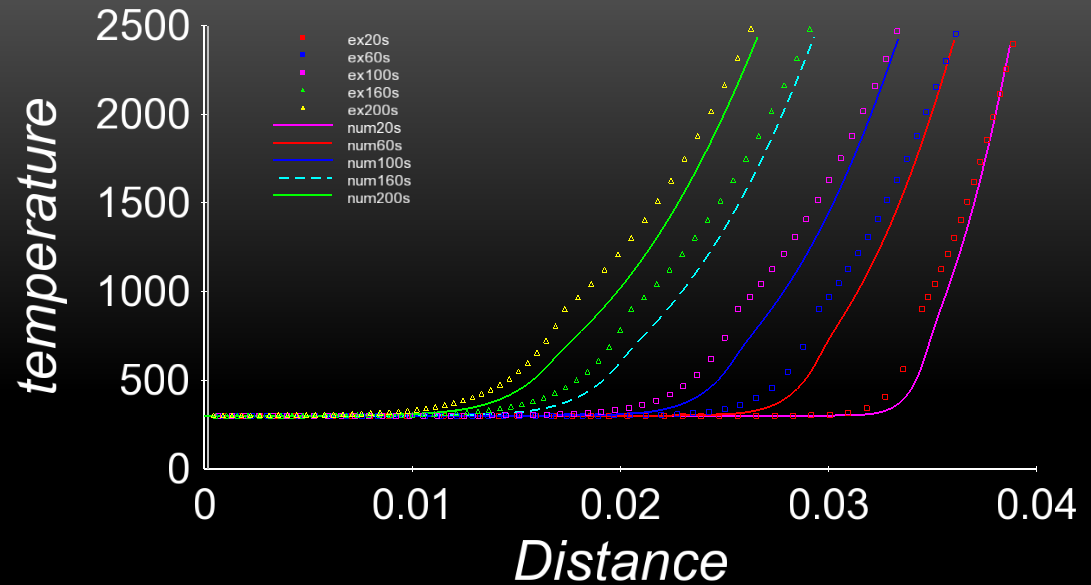 2500
2000
1500
1000
500
0
temperature
ex20s
ex60s
ex100s
ex160s
ex200s
num20s
num60s
num100s
num160s
num200s
0
0.01
0.02
0.03
0.04
Distance